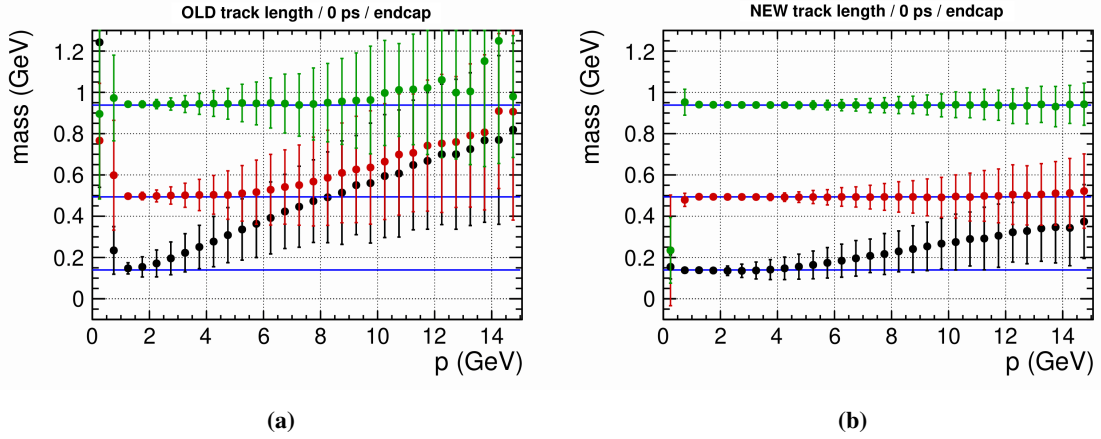 OLD track length / 0 ps / endcap
mass (GeV)
1.2
1
0.8
0.6
0.4
0.2
0
0 2 4 6 8 10 12 14
p (GeV)
(a)
NEW track length / 0 ps / endcap
mass (GeV)
1.2
1
0.8
0.6
0.4
0.2
0
0 2 4 6 8 10 12 14
p (GeV)
(b)